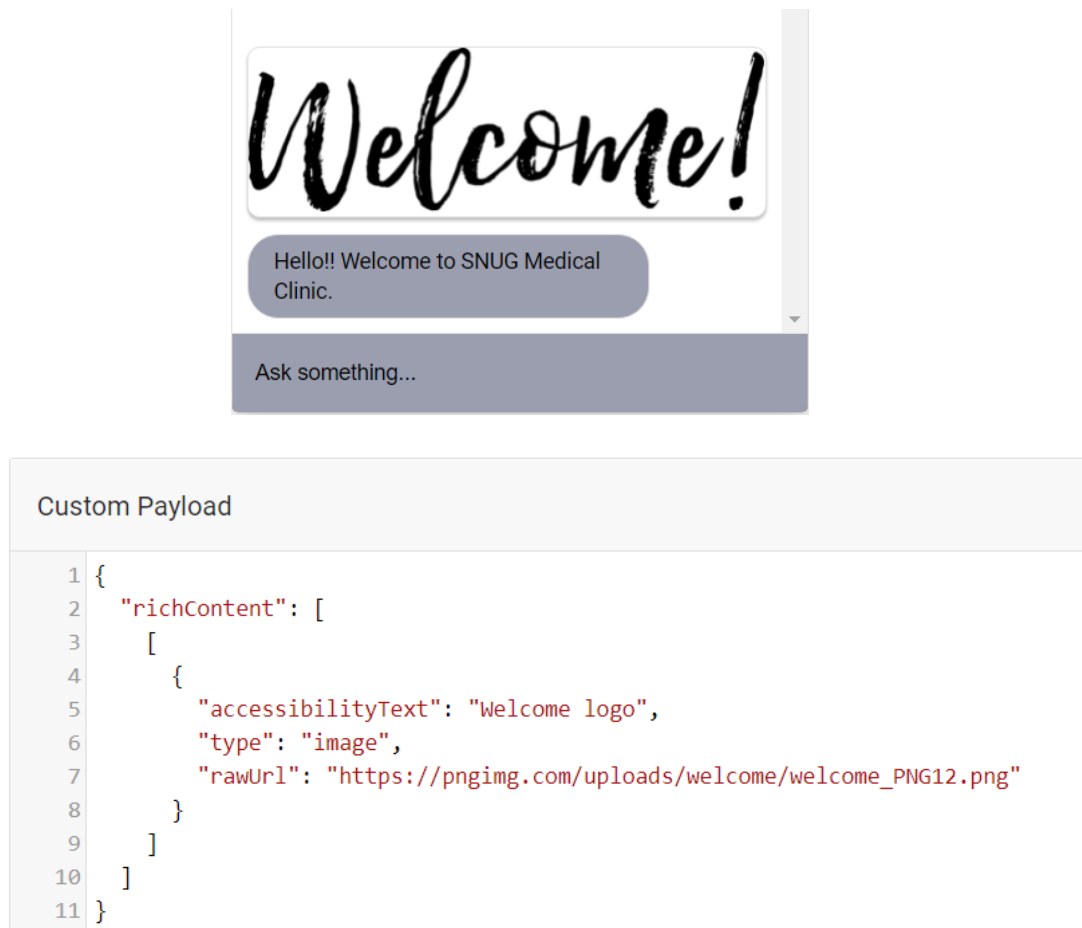 Welcome!
Hello!! Welcome to SNUG Medical
Clinic.
Ask something...
Custom Payload
1 {
2   "richContent": [
3     [
4       {
5         "accessibilityText": "Welcome logo",
6         "type": "image",
7         "rawUrl": "https://pngimg.com/uploads/welcome/welcome_PNG12.png"
8       }
9     ]
10   ]
11 }